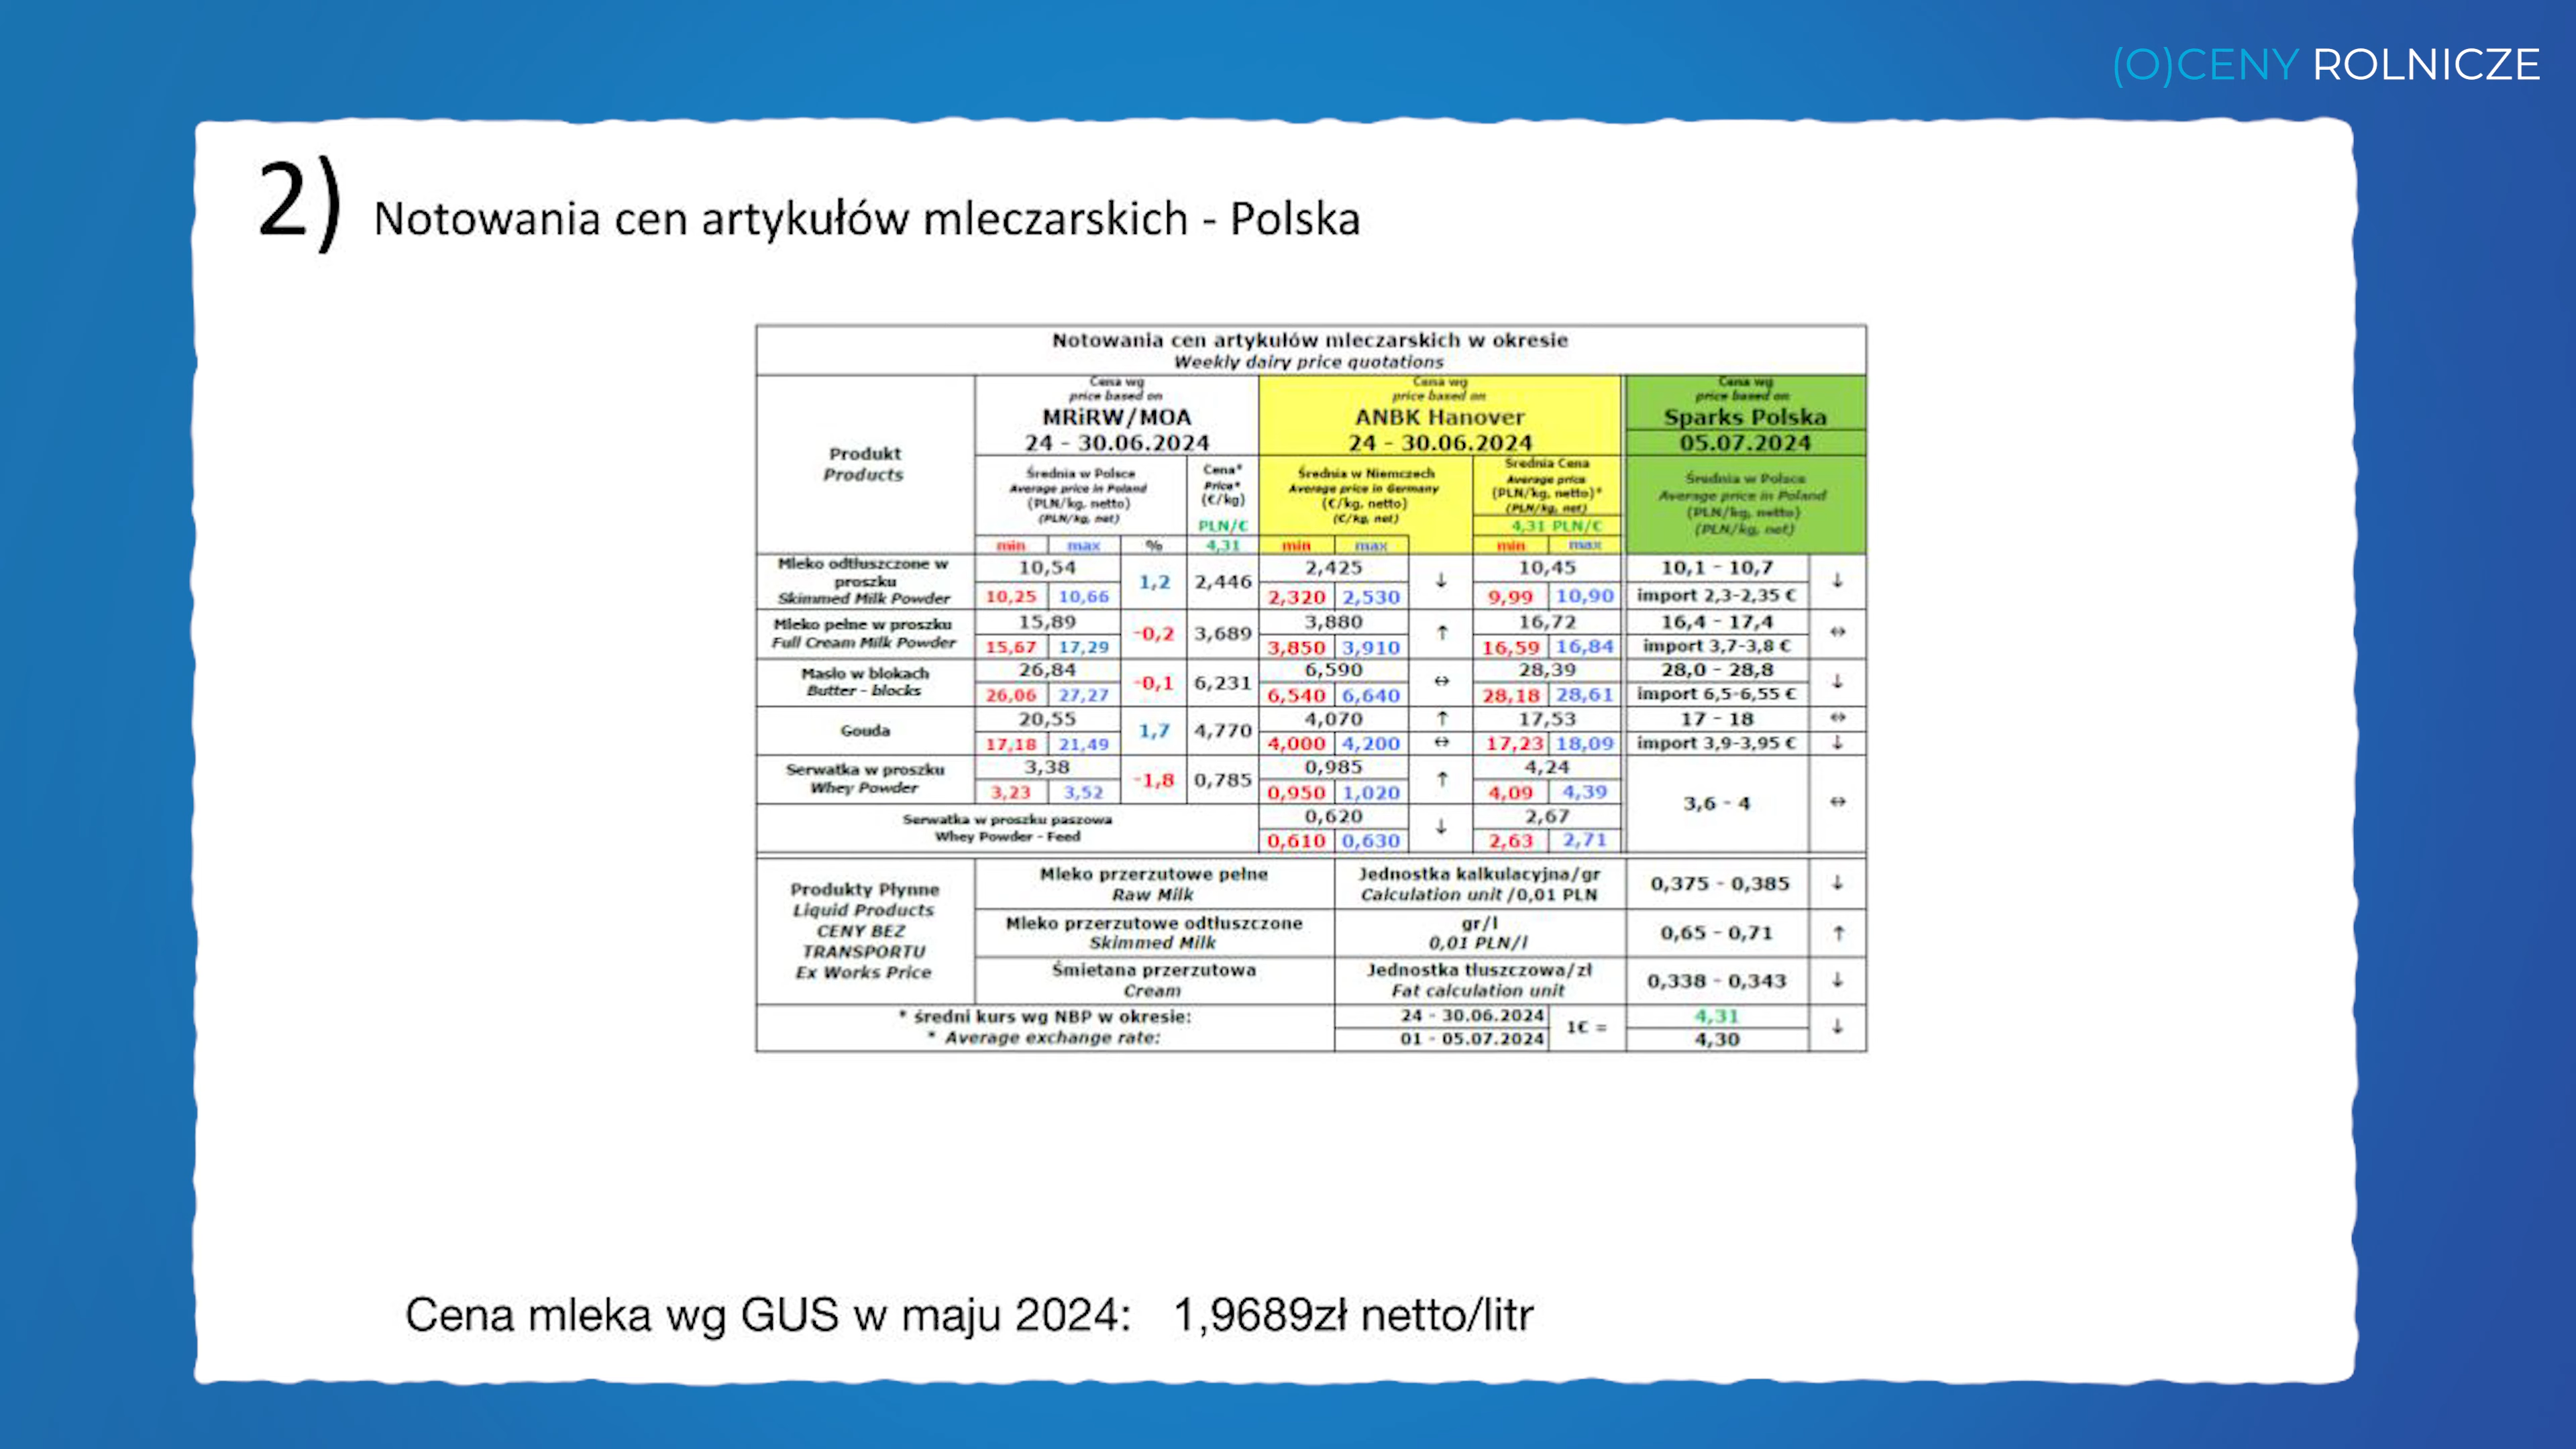 (O)CENY ROLNICZE
2) Notowania cen artykułów mleczarskich - Polska
Notowania cen artykułów mleczarskich w okresie
Weekly dairy price quotations
Produkt
Products
Cena wg
price based on
MRiRW/MOA
24 - 30.06.2024
Cena wg
price based on
ANBK Hanover
24 - 30.06.2024
Cena wg
price based on
Sparks Polska
05.07.2024
Średnia w Polsce
Average price in Poland
(PLN/kg, netto)
(PLN/kg, net)
Cena*
Price*
(€/kg)
PLN/€
Średnia w Niemczech
Average price in Germany
(€/kg, netto)
(€/kg, net)
Średnia Cena
Average price
(PLN/kg, netto)*
(PLN/kg, net)
4,31 PLN/€
Średnia w Polsce
Average price in Poland
(PLN/kg, netto)
(PLN/kg, net)
min max % 4,31 min max min max
Mleko odtłuszczone w
proszku
Skimmed Milk Powder
10,54
10,25 10,66
1,2 2,446
2,425
2,320 2,530
↓
10,45
9,99 10,90
10,1 - 10,7
import 2,3-2,35 €
↓
Mleko pełne w proszku
Full Cream Milk Powder
15,89
15,67 17,29
-0,2 3,689
3,880
3,850 3,910
↑
16,72
16,59 16,84
16,4 - 17,4
import 3,7-3,8 €
⇔
Masło w blokach
Butter - blocks
26,84
26,06 27,27
-0,1 6,231
6,590
6,540 6,640
⇔
28,39
28,18 28,61
28,0 - 28,8
import 6,5-6,55 €
↓
Gouda
20,55
17,18 21,49
1,7 4,770
4,070 ↑
4,000 4,200 ⇔
17,53
17,23 18,09
17 - 18 ⇔
import 3,9-3,95 € ↓
Serwatka w proszku
Whey Powder
3,38
3,23 3,52
-1,8 0,785
0,985
0,950 1,020
↑
4,24
4,09 4,39
3,6 - 4 ⇔
Serwatka w proszku paszowa
Whey Powder - Feed
0,620
0,610 0,630
↓
2,67
2,63 2,71
Produkty Płynne
Liquid Products
CENY BEZ
TRANSPORTU
Ex Works Price
Mleko przerzutowe pełne
Raw Milk
Jednostka kalkulacyjna/gr
Calculation unit /0,01 PLN
0,375 - 0,385 ↓
Mleko przerzutowe odtłuszczone
Skimmed Milk
gr/l
0,01 PLN/l
0,65 - 0,71 ↑
Śmietana przerzutowa
Cream
Jednostka tłuszczowa/zł
Fat calculation unit
0,338 - 0,343 ↓
* średni kurs wg NBP w okresie:
* Average exchange rate:
24 - 30.06.2024
01 - 05.07.2024
1€ =
4,31
4,30
↓
Cena mleka wg GUS w maju 2024: 1,9689zł netto/litr